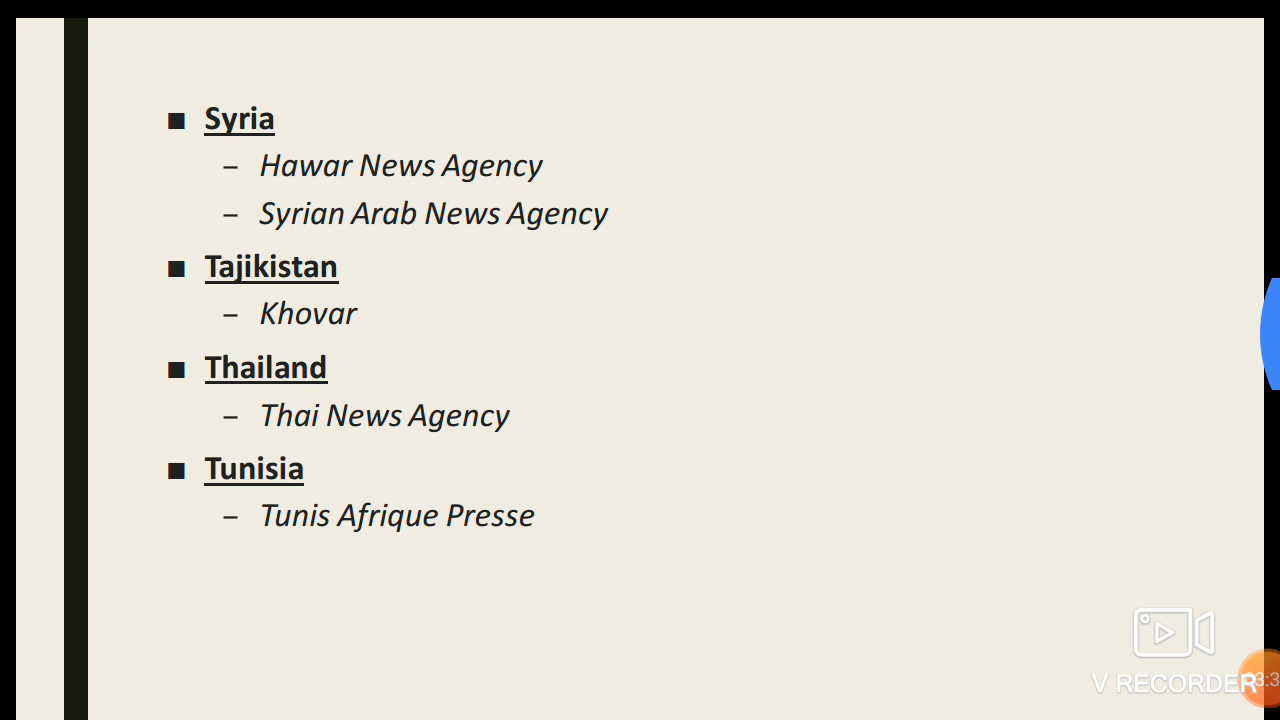 ■ Syria
– Hawar News Agency
– Syrian Arab News Agency
■ Tajikistan
– Khovar
■ Thailand
– Thai News Agency
■ Tunisia
– Tunis Afrique Presse
V RECORDER